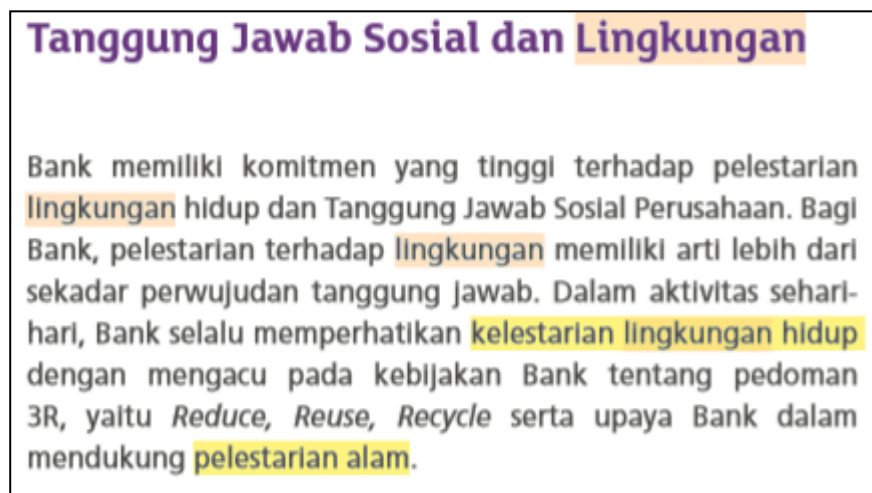 Tanggung Jawab Sosial dan Lingkungan
Bank memiliki komitmen yang tinggi terhadap pelestarian
lingkungan hidup dan Tanggung Jawab Sosial Perusahaan. Bagi
Bank, pelestarian terhadap lingkungan memiliki arti lebih dari
sekadar perwujudan tanggung jawab. Dalam aktivitas sehari-
hari, Bank selalu memperhatikan kelestarian lingkungan hidup
dengan mengacu pada kebijakan Bank tentang pedoman
3R, yaitu Reduce, Reuse, Recycle serta upaya Bank dalam
mendukung pelestarian alam.